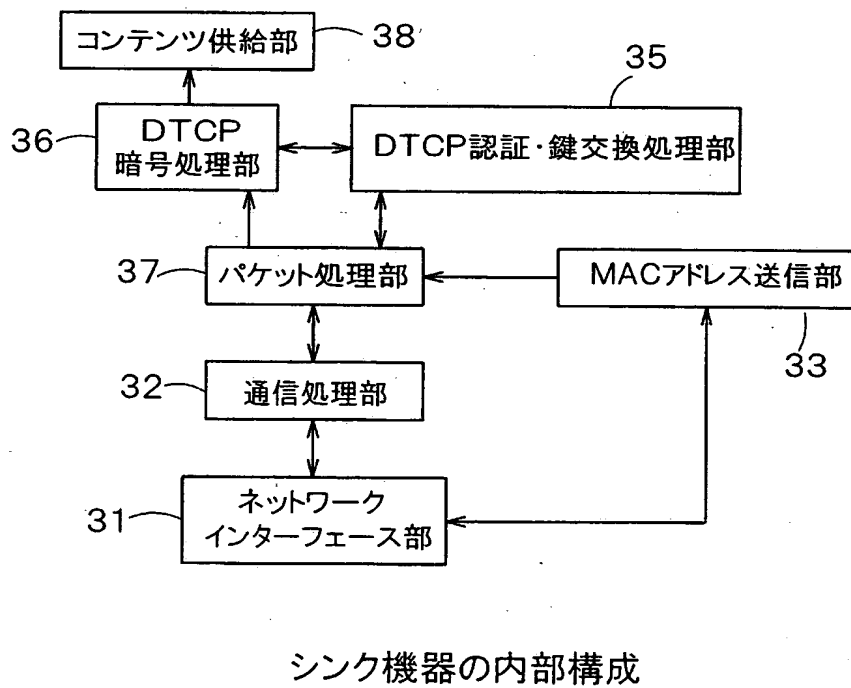 コンテンツ供給部
38
35
36
DTCP
暗号処理部
DTCP認証・鍵交換処理部
37
パケット処理部
MACアドレス送信部
33
32
通信処理部
31
ネットワーク
インターフェース部
シンク機器の内部構成